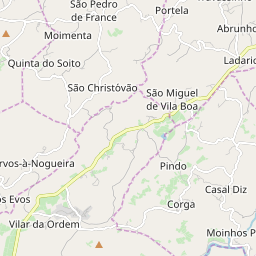 São Pedro
de France
Portela
Moimenta
Abrunho
Quinta do Soito
Ladario
São Christóvão
São Miguel
de Vila Boa
rvos-à-Nogueira
Pindo
Casal Diz
os Evos
Corga
Vilar da Ordem
Moinhos P